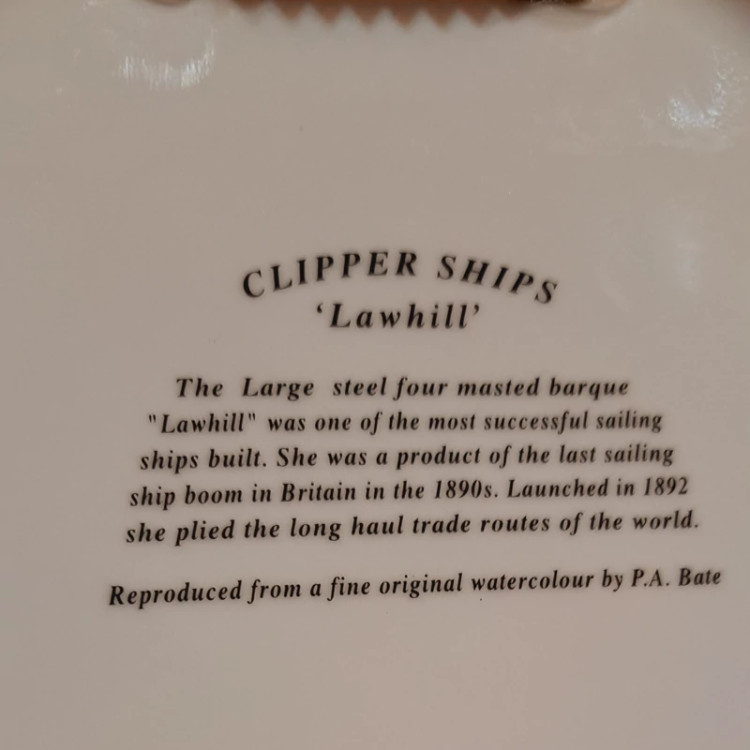 CLIPPER SHIPS
‘Lawhill’
The Large steel four masted barque
"Lawhill" was one of the most successful sailing
ships built. She was a product of the last sailing
ship boom in Britain in the 1890s. Launched in 1892
she plied the long haul trade routes of the world.
Reproduced from a fine original watercolour by P.A. Bate